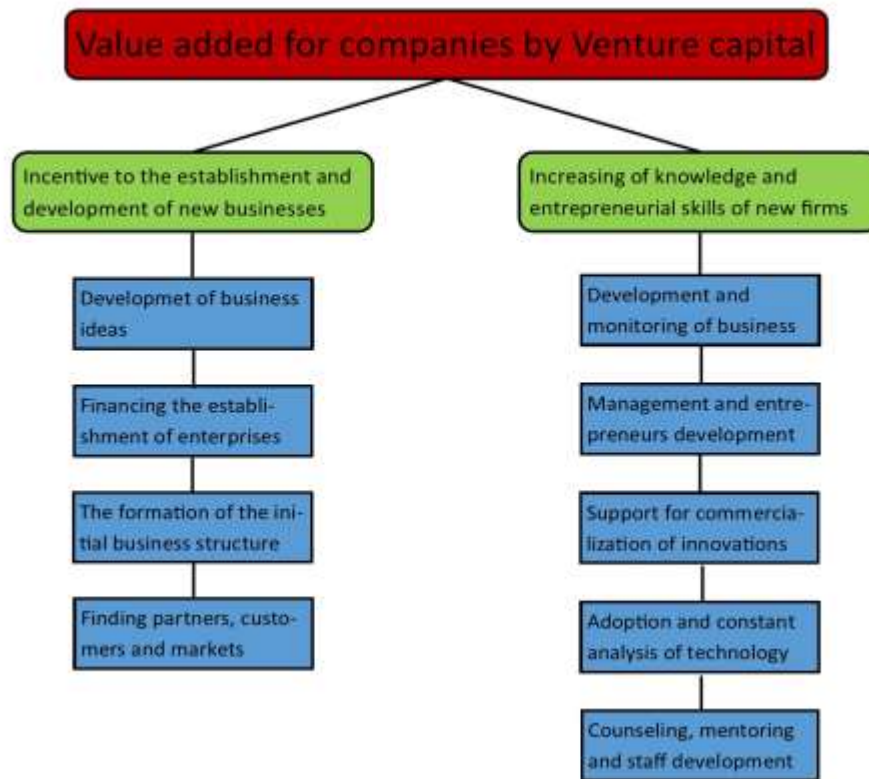 Value added for companies by Venture capital
Incentive to the establishment and
development of new businesses
Developmet of business
ideas
Financing the establi-
shment of enterprises
The formation of the ini-
tial business structure
Finding partners, custo-
mers and markets
Increasing of knowledge and
entrepreneurial skills of new firms
Development and
monitoring of business
Management and entre-
preneurs development
Support for commercia-
lization of innovations
Adoption and constant
analysis of technology
Counseling, mentoring
and staff development